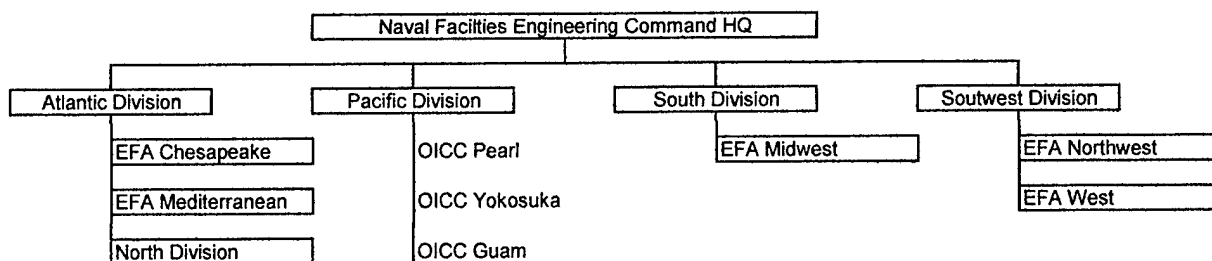 Naval Facilties Engineering Command HQ
Atlantic Division
Pacific Division
South Division
Soutwest Division
EFA Chesapeake
OICC Pearl
EFA Midwest
EFA Northwest
EFA Mediterranean
OICC Yokosuka
EFA West
North Division
OICC Guam